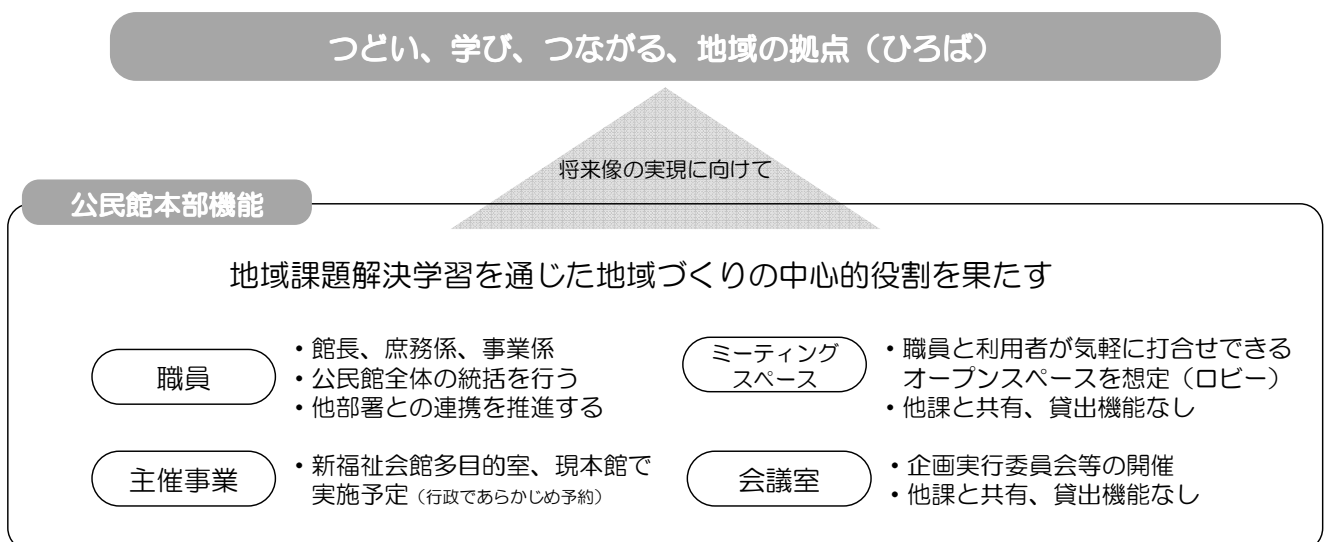 つどい、学び、つながる、地域の拠点（ひろば）
将来像の実現に向けて
公民館本部機能
地域課題解決学習を通じた地域づくりの中心的役割を果たす
職員
・館長、庶務係、事業係
・公民館全体の統括を行う
・他部署との連携を推進する
ミーティング
スペース
・職員と利用者が気軽に打合せできる
オープンスペースを想定（ロビー）
・他課と共有、貸出機能なし
主催事業
・新福祉会館多目的室、現本館で
実施予定（行政であらかじめ予約）
会議室
・企画実行委員会等の開催
・他課と共有、貸出機能なし